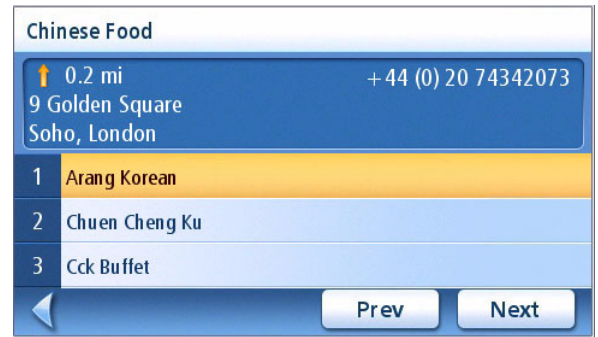 Chinese Food
0.2 mi +44 (0) 20 74342073
9 Golden Square
Soho, London
1 Arang Korean
2 Chuen Cheng Ku
3 Cck Buffet
Prev Next